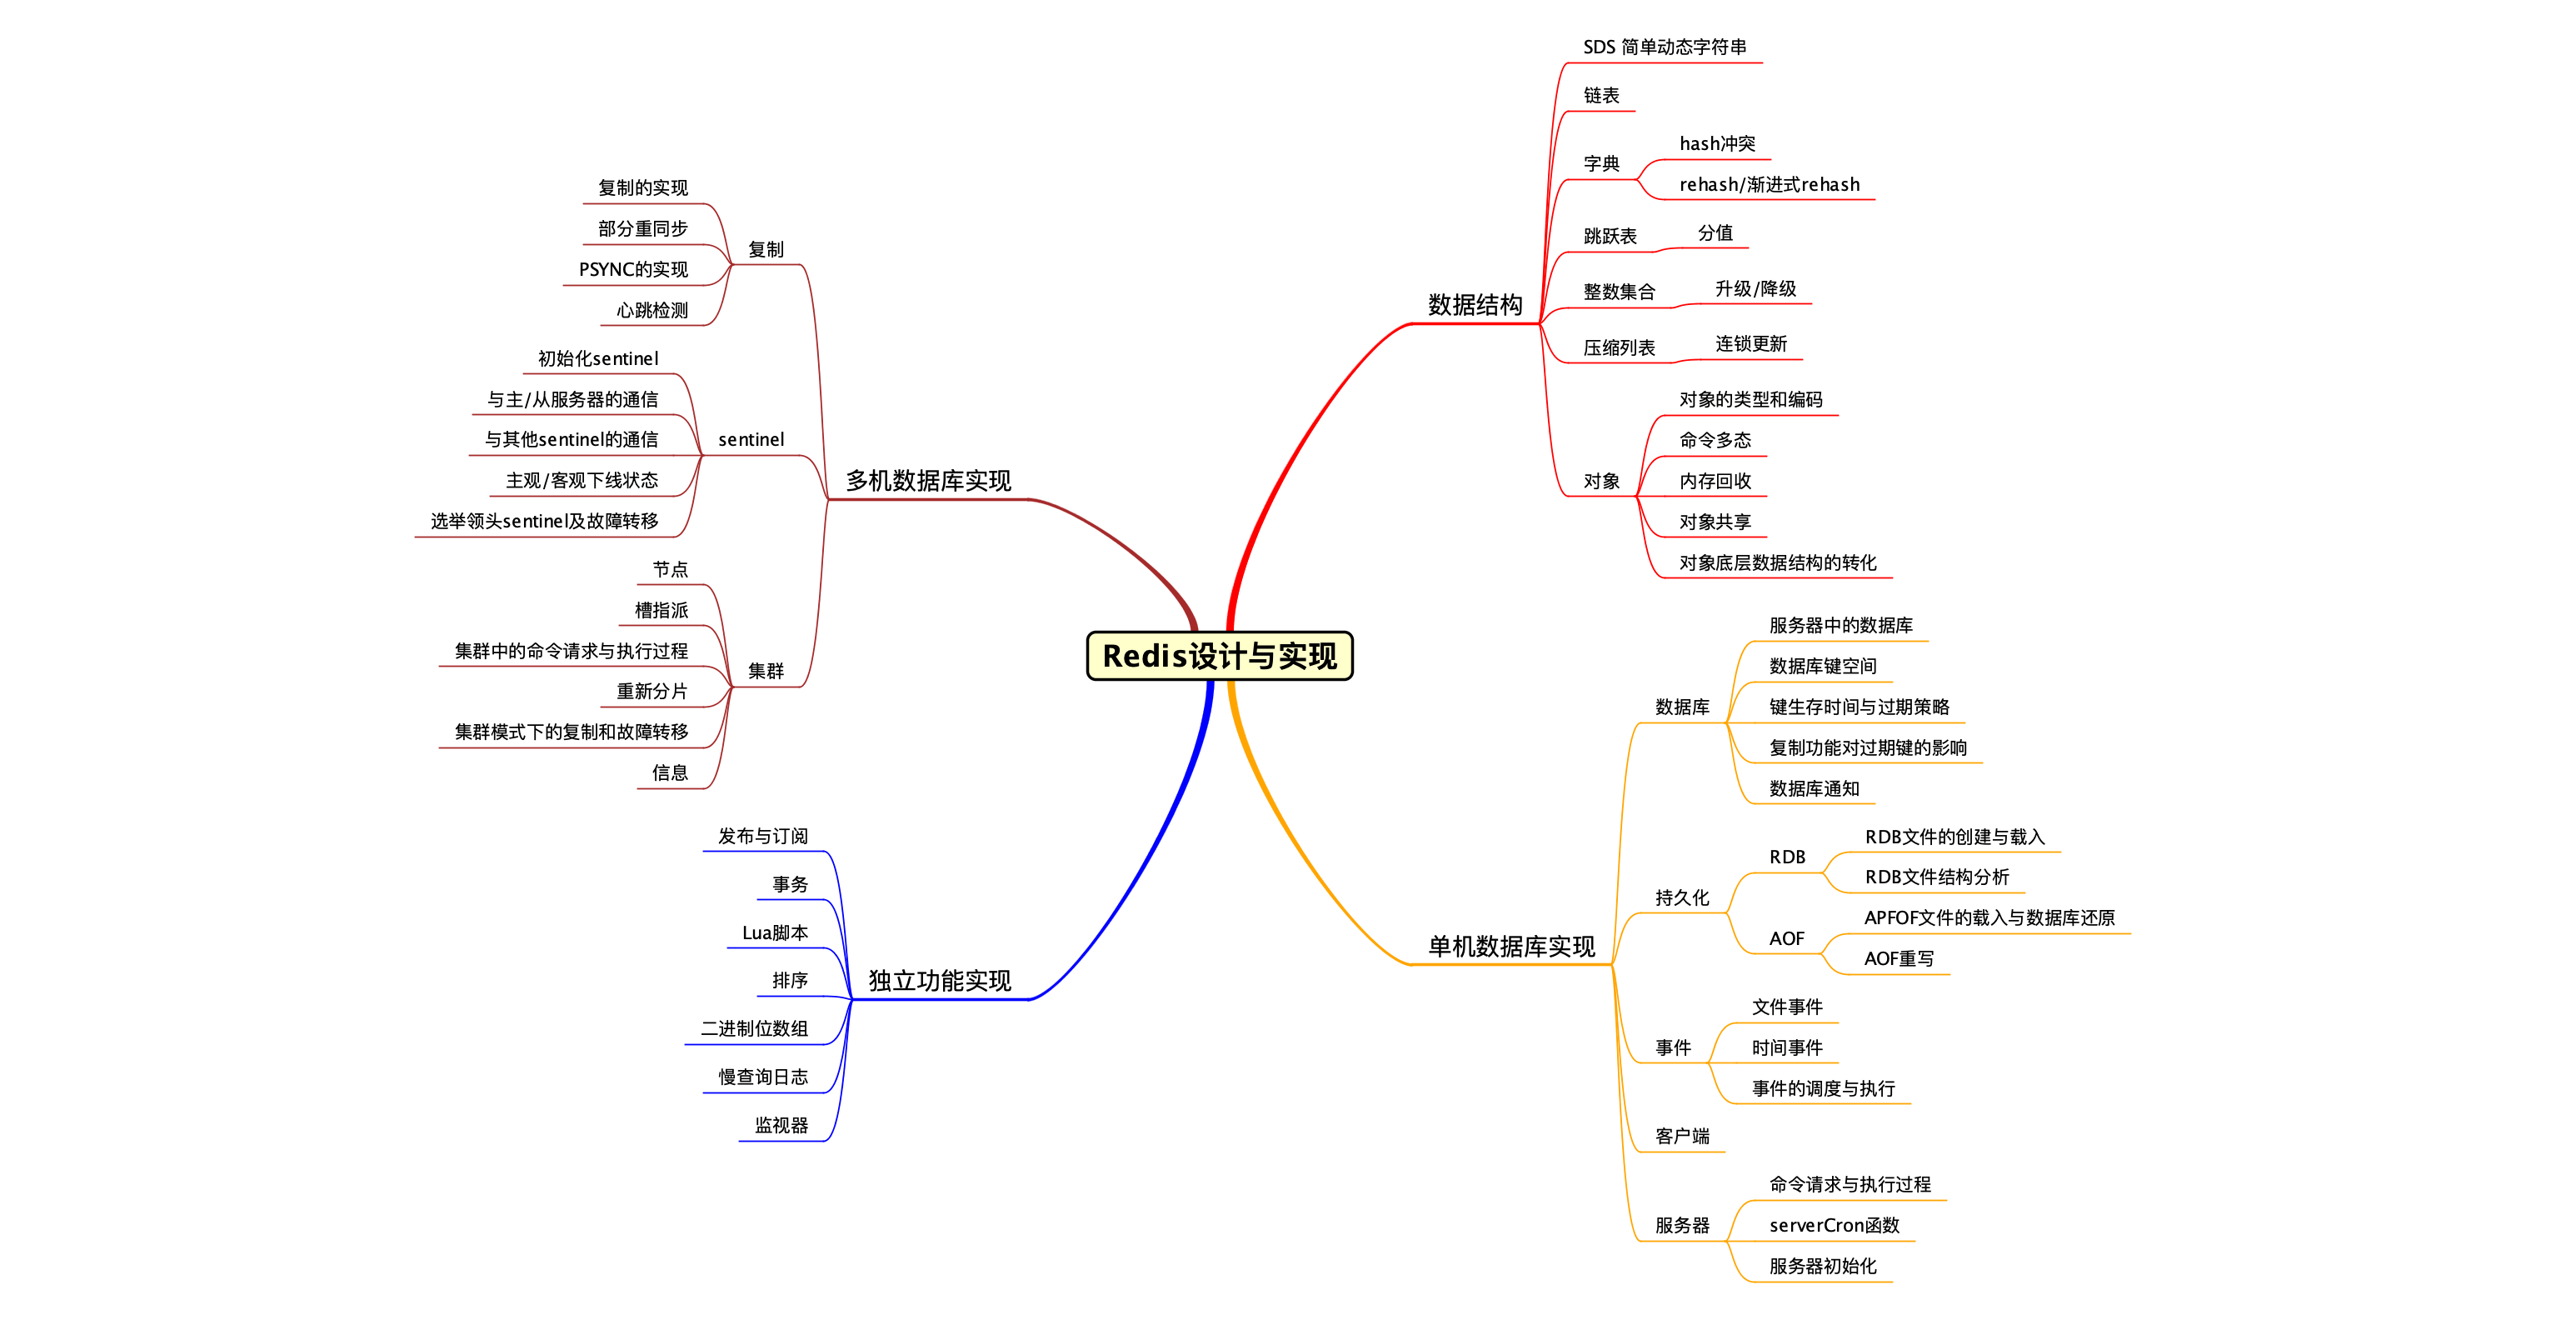 Redis设计与实现
数据结构
SDS 简单动态字符串
链表
字典
hash冲突
rehash/渐进式rehash
跳跃表
分值
整数集合
升级/降级
压缩列表
连锁更新
对象
对象的类型和编码
命令多态
内存回收
对象共享
对象底层数据结构的转化
单机数据库实现
数据库
服务器中的数据库
数据库键空间
键生存时间与过期策略
复制功能对过期键的影响
数据库通知
持久化
RDB
RDB文件的创建与载入
RDB文件结构分析
AOF
APFOF文件的载入与数据库还原
AOF重写
事件
文件事件
时间事件
事件的调度与执行
客户端
服务器
命令请求与执行过程
serverCron函数
服务器初始化
多机数据库实现
复制
复制的实现
部分重同步
PSYNC的实现
心跳检测
sentinel
初始化sentinel
与主/从服务器的通信
与其他sentinel的通信
主观/客观下线状态
选举领头sentinel及故障转移
集群
节点
槽指派
集群中的命令请求与执行过程
重新分片
集群模式下的复制和故障转移
信息
独立功能实现
发布与订阅
事务
Lua脚本
排序
二进制位数组
慢查询日志
监视器